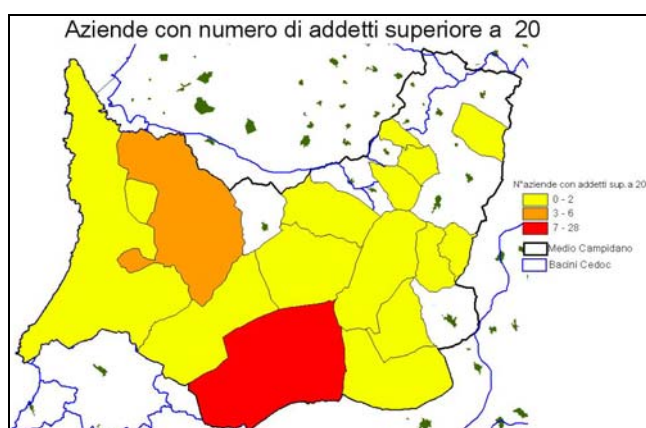 Aziende con numero di addetti superiore a 20
N°aziende con addetti sup. a 20
0 - 2
3 - 6
7 - 28
Medio Campidano
Bacini Cedoc